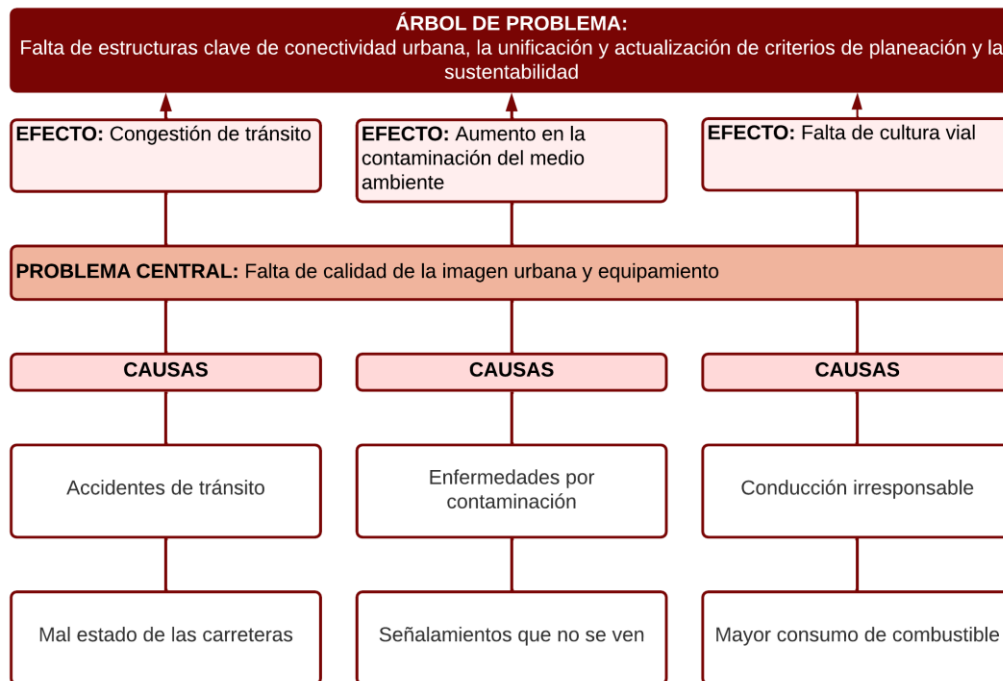 ÁRBOL DE PROBLEMA:
Falta de estructuras clave de conectividad urbana, la unificación y actualización de criterios de planeación y la
sustentabilidad
EFECTO: Congestión de tránsito
EFECTO: Aumento en la
contaminación del medio
ambiente
EFECTO: Falta de cultura vial
PROBLEMA CENTRAL: Falta de calidad de la imagen urbana y equipamiento
CAUSAS
CAUSAS
CAUSAS
Accidentes de tránsito
Enfermedades por
contaminación
Conducción irresponsable
Mal estado de las carreteras
Señalamientos que no se ven
Mayor consumo de combustible